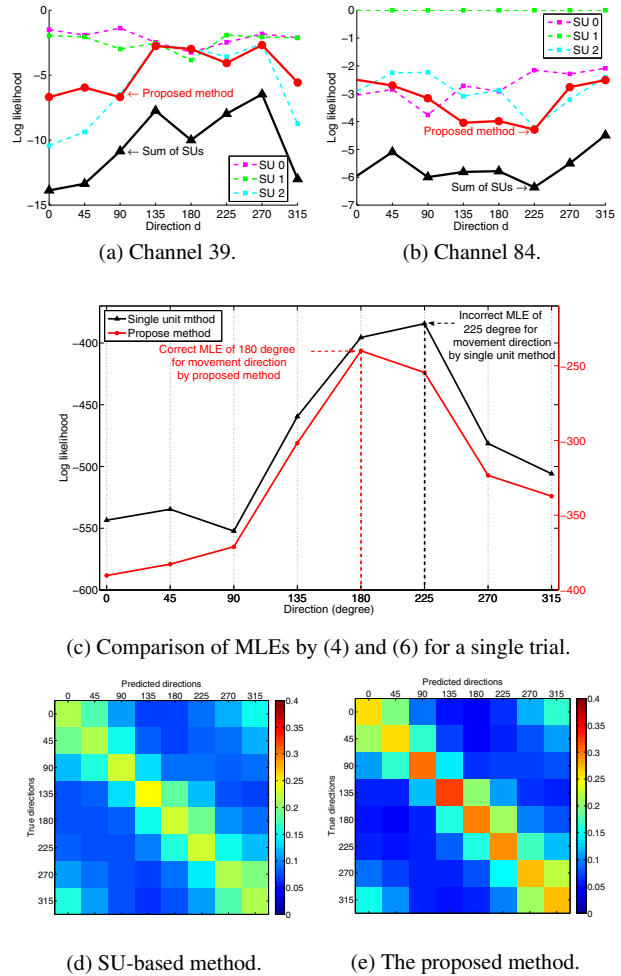 0
-5
-10
-15
Log likelihood
0 45 90 135 180 225 270 315
Direction d
←Proposed method
← Sum of SUs
SU 0
SU 1
SU 2
(a) Channel 39.
0
-1
-2
-3
-4
-5
-6
-7
Log likelihood
0 45 90 135 180 225 270 315
Direction d
SU 0
SU 1
SU 2
Proposed method→
Sum of SUs→
(b) Channel 84.
Single unit mthod
Propose method
Correct MLE of 180 degree
for movement direction
by proposed method
Incorrect MLE of
225 degree for
movement direction
by single unit method
-400
-450
-500
-550
-600
Log likelihood
-250
-300
-350
-400
0 45 90 135 180 225 270 315
Direction (degree)
(c) Comparison of MLEs by (4) and (6) for a single trial.
Predicted directions
0 45 90 135 180 225 270 315
True directions
0
45
90
135
180
225
270
315
0.4
0.35
0.3
0.25
0.2
0.15
0.1
0.05
0
(d) SU-based method.
Predicted directions
0 45 90 135 180 225 270 315
True directions
0
45
90
135
180
225
270
315
0.4
0.35
0.3
0.25
0.2
0.15
0.1
0.05
0
(e) The proposed method.